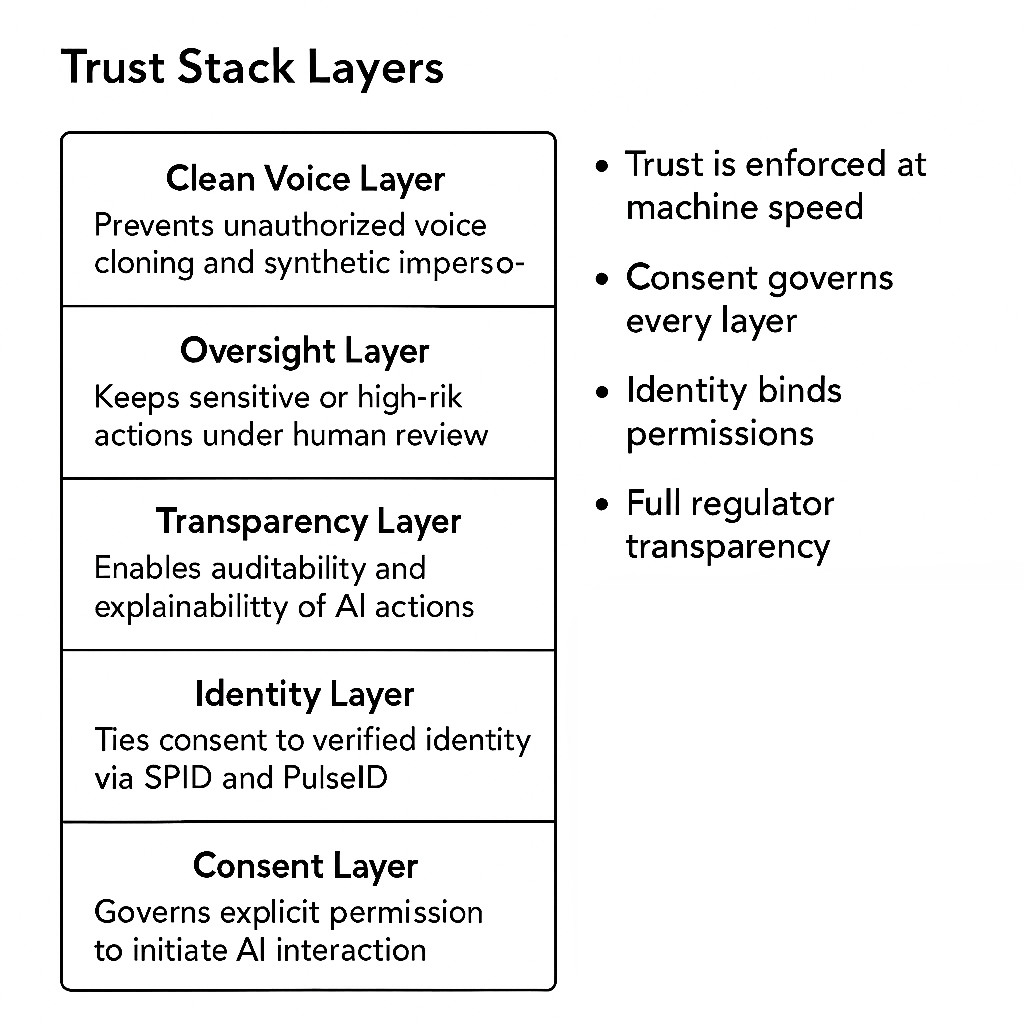 Trust Stack Layers
Clean Voice Layer
Prevents unauthorized voice
cloning and synthetic imperso-
Oversight Layer
Keeps sensitive or high-rik
actions under human review
Transparency Layer
Enables auditability and
explainabilitty of AI actions
Identity Layer
Ties consent to verified identity
via SPID and PulseID
Consent Layer
Governs explicit permission
to initiate AI interaction
• Trust is enforced at
machine speed
• Consent governs
every layer
• Identity binds
permissions
• Full regulator
transparency